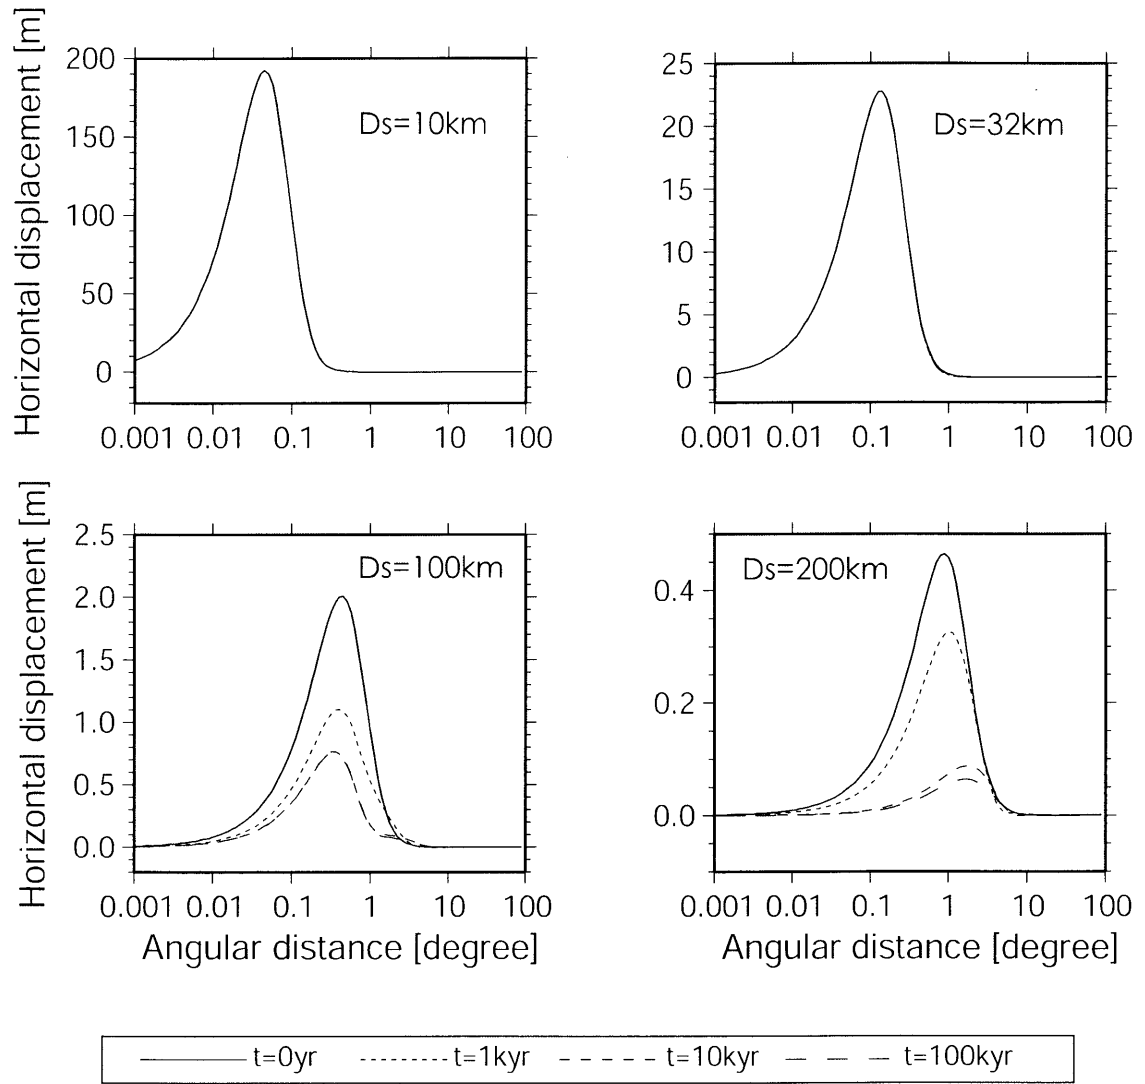 Horizontal displacement [m]
200
150
100
50
0
0.001 0.01 0.1 1 10 100
Ds=10km
25
20
15
10
5
0
0.001 0.01 0.1 1 10 100
Ds=32km
Horizontal displacement [m]
2.5
2.0
1.5
1.0
0.5
0.0
0.001 0.01 0.1 1 10 100
Ds=100km
Angular distance [degree]
0.4
0.2
0.0
0.001 0.01 0.1 1 10 100
Ds=200km
Angular distance [degree]
t=0yr t=1kyr t=10kyr t=100kyr